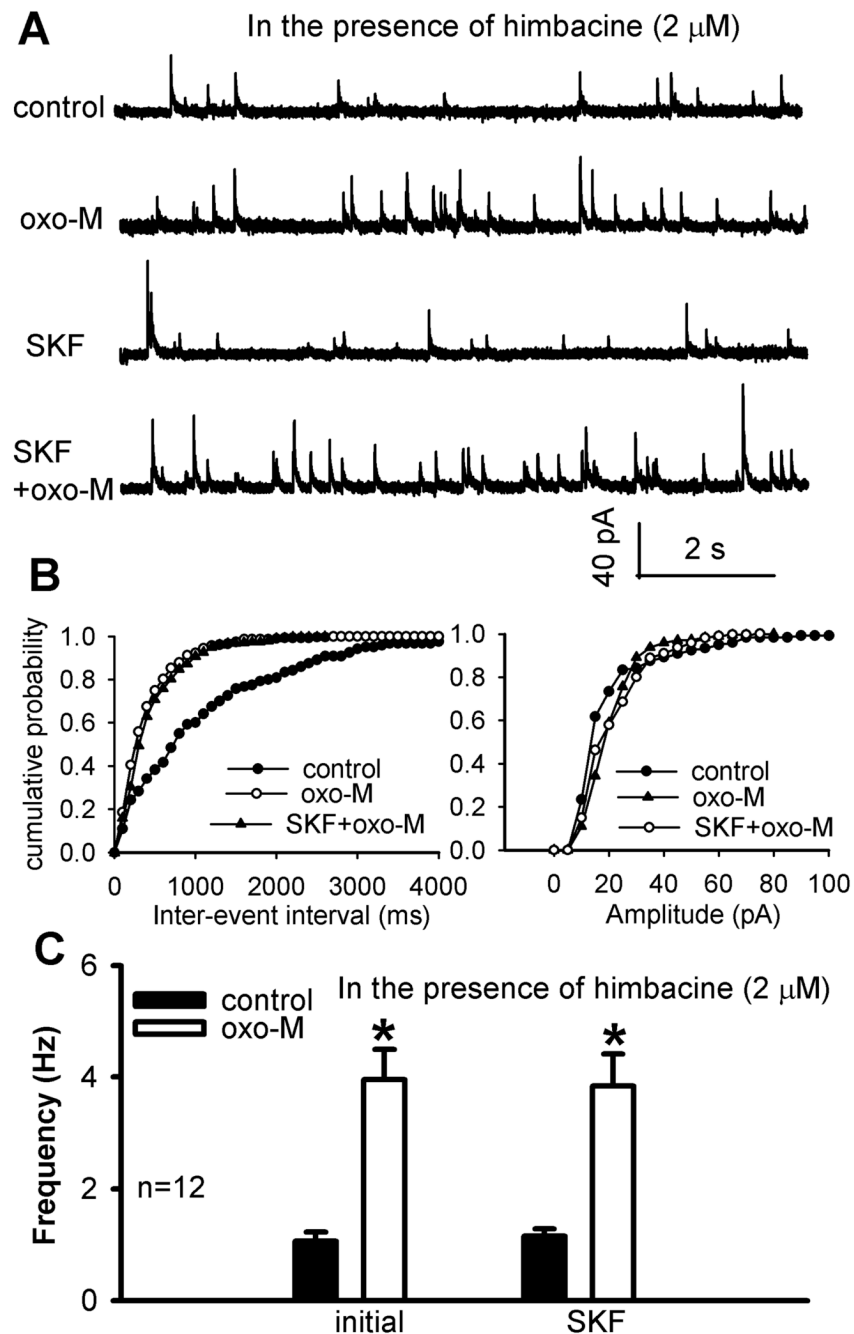 A
In the presence of himbacine (2 μM)
control
oxo-M
SKF
SKF
+oxo-M
40 pA
2 s
B
cumulative probability
1.0
0.8
0.6
0.4
0.2
0.0
control
oxo-M
SKF+oxo-M
0 1000 2000 3000 4000
Inter-event interval (ms)
1.0
0.8
0.6
0.4
0.2
0.0
control
oxo-M
SKF+oxo-M
0 20 40 60 80 100
Amplitude (pA)
C
In the presence of himbacine (2 μM)
control
oxo-M
Frequency (Hz)
6
4
2
0
* *
n=12
initial SKF